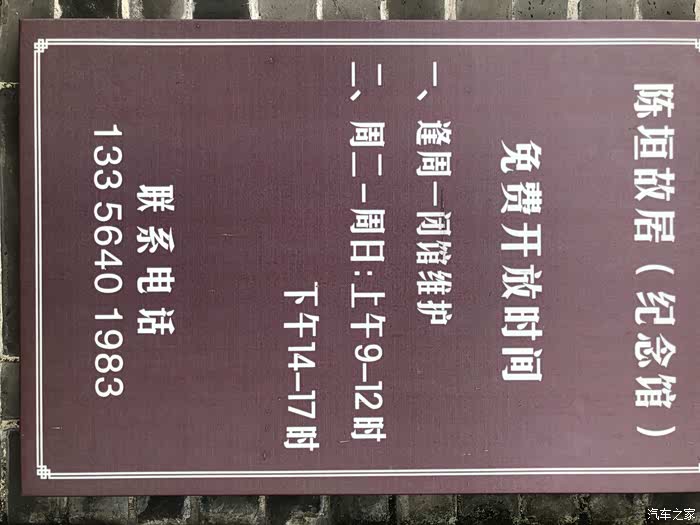 陈垣故居（纪念馆）
免费开放时间
一、逢周一闭馆维护
二、周二-周日:上午9-12时
下午14-17时
联系电话
133 5640 1983
汽车之家